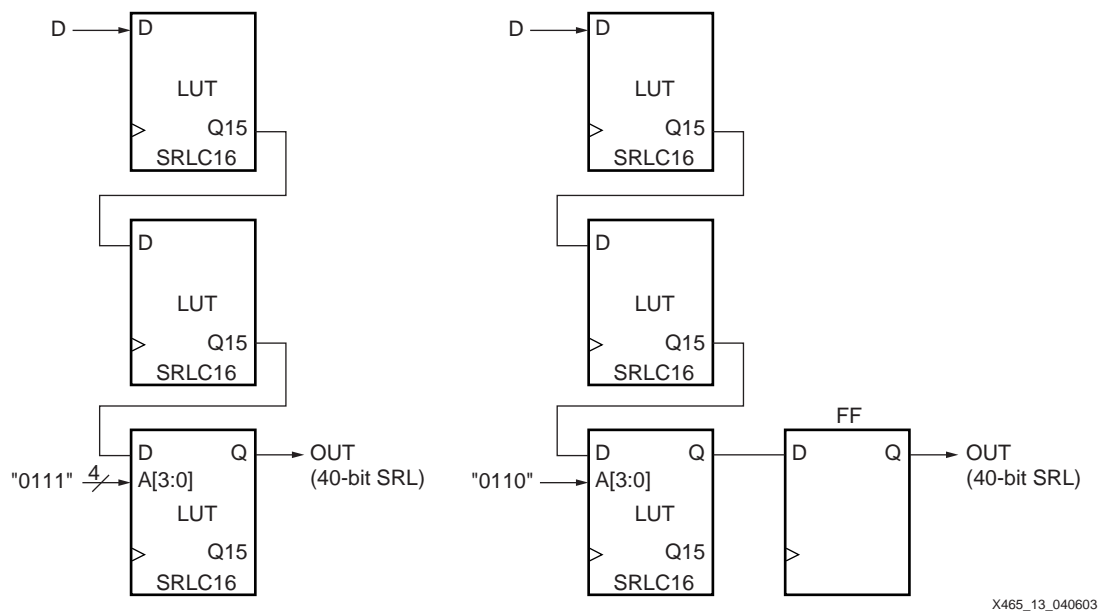 D
D
LUT
Q15
SRLC16
D
LUT
Q15
SRLC16
D
Q
OUT
(40-bit SRL)
"0111"
4
A[3:0]
LUT
Q15
SRLC16
D
D
LUT
Q15
SRLC16
D
LUT
Q15
SRLC16
D
Q
"0110"
A[3:0]
LUT
Q15
SRLC16
FF
D
Q
OUT
(40-bit SRL)
X465_13_040603